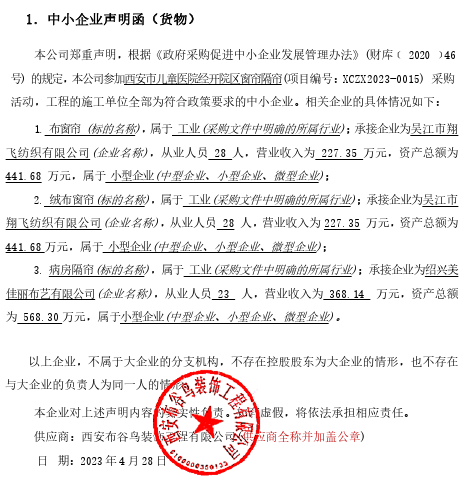 1. 中小企业声明函（货物）
本公司郑重声明，根据《政府采购促进中小企业发展管理办法》(财库﹝2020﹞46
号) 的规定，本公司参加西安市儿童医院经开院区窗帘隔帘(项目编号: XCZX2023-0015) 采购
活动，工程的施工单位全部为符合政策要求的中小企业。相关企业的具体情况如下：
1. 布窗帘 (标的名称)，属于 工业(采购文件中明确的所属行业)；承接企业为吴江市翔
飞纺织有限公司(企业名称)，从业人员 28 人，营业收入为 227.35 万元，资产总额为
441.68 万元，属于 小型企业(中型企业、小型企业、微型企业)；
2. 绒布窗帘(标的名称)，属于 工业(采购文件中明确的所属行业)；承接企业为吴江市
翔飞纺织有限公司(企业名称)，从业人员 28 人，营业收入为 227.35 万元，资产总额为
441.68万元，属于 小型企业(中型企业、小型企业、微型企业)；
3. 病房隔帘(标的名称)，属于 工业(采购文件中明确的所属行业)；承接企业为绍兴美
佳丽布艺有限公司(企业名称)，从业人员 23 人，营业收入为 368.14 万元，资产总额
为 568.30万元，属于小型企业(中型企业、小型企业、微型企业)。
以上企业，不属于大企业的分支机构，不存在控股股东为大企业的情形，也不存在
与大企业的负责人为同一人的情形。
本企业对上述声明内容的真实性负责。如有虚假，将依法承担相应责任。
供应商：西安布谷鸟装饰工程有限公司(供应商全称并加盖公章)
日 期：2023年4月28日
西安布谷鸟装饰工程有限公司